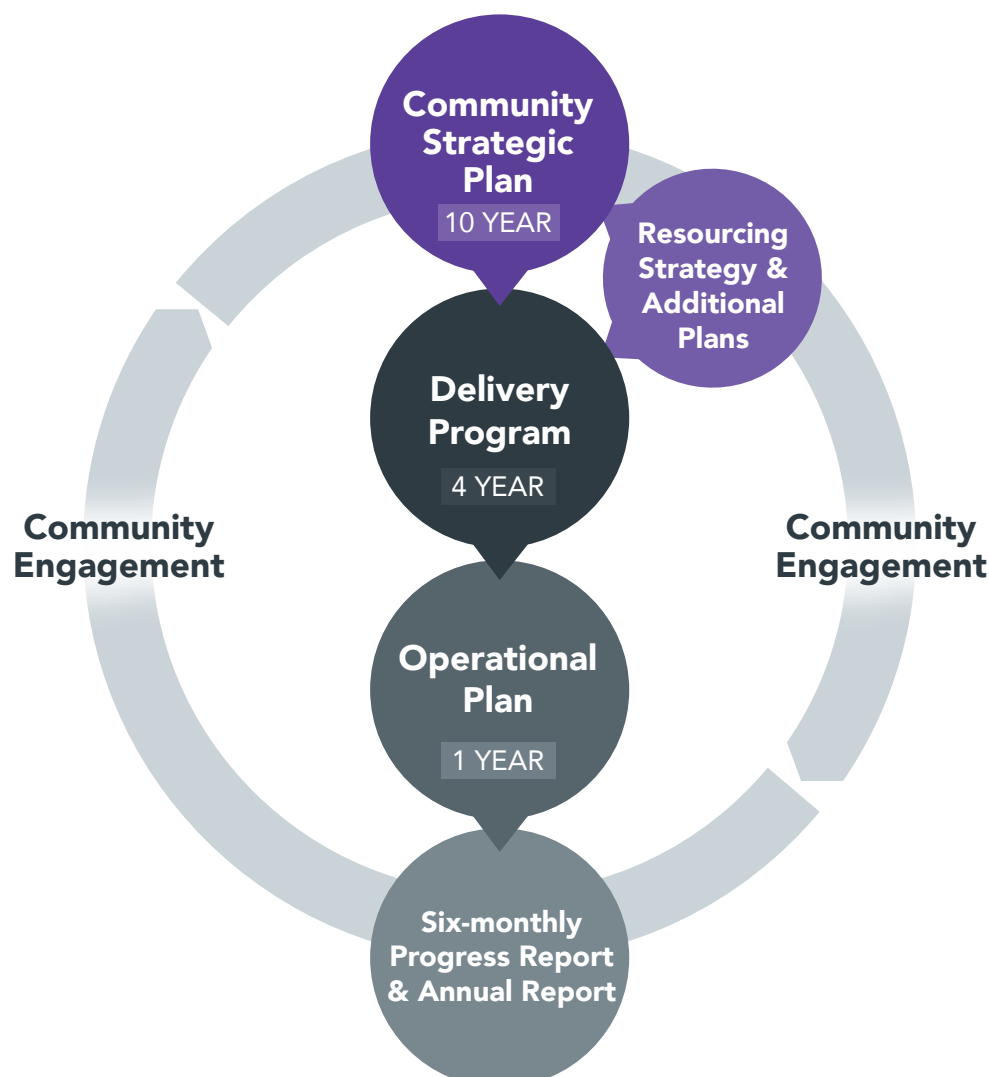 Community
Strategic
Plan
10 YEAR
Resourcing
Strategy &
Additional
Plans
Delivery
Program
4 YEAR
Community
Engagement
Community
Engagement
Operational
Plan
1 YEAR
Six-monthly
Progress Report
& Annual Report